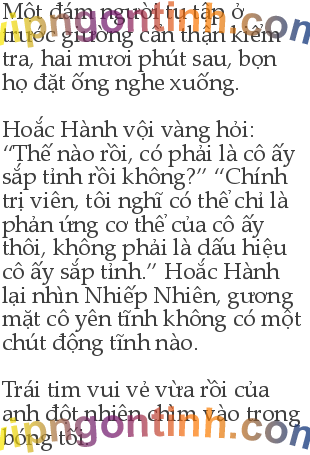 Một đám người tụ tập ở
trước giường cẩn thận kiểm
tra, hai mươi phút sau, bọn
họ đặt ống nghe xuống.
Hoắc Hành vội vàng hỏi:
“Thế nào rồi, có phải là cô ấy
sắp tỉnh rồi không?” “Chính
trị viên, tôi nghĩ có thể chỉ là
phản ứng cơ thể của cô ấy
thôi, không phải là dấu hiệu
cô ấy sắp tỉnh.” Hoắc Hành
lại nhìn Nhiếp Nhiên, gương
mặt cô yên tĩnh không có một
chút động tĩnh nào.
Trái tim vui vẻ vừa rồi của
anh đột nhiên chìm vào trong
bóng tối.
vipngontinh.com
vipngontinh.com